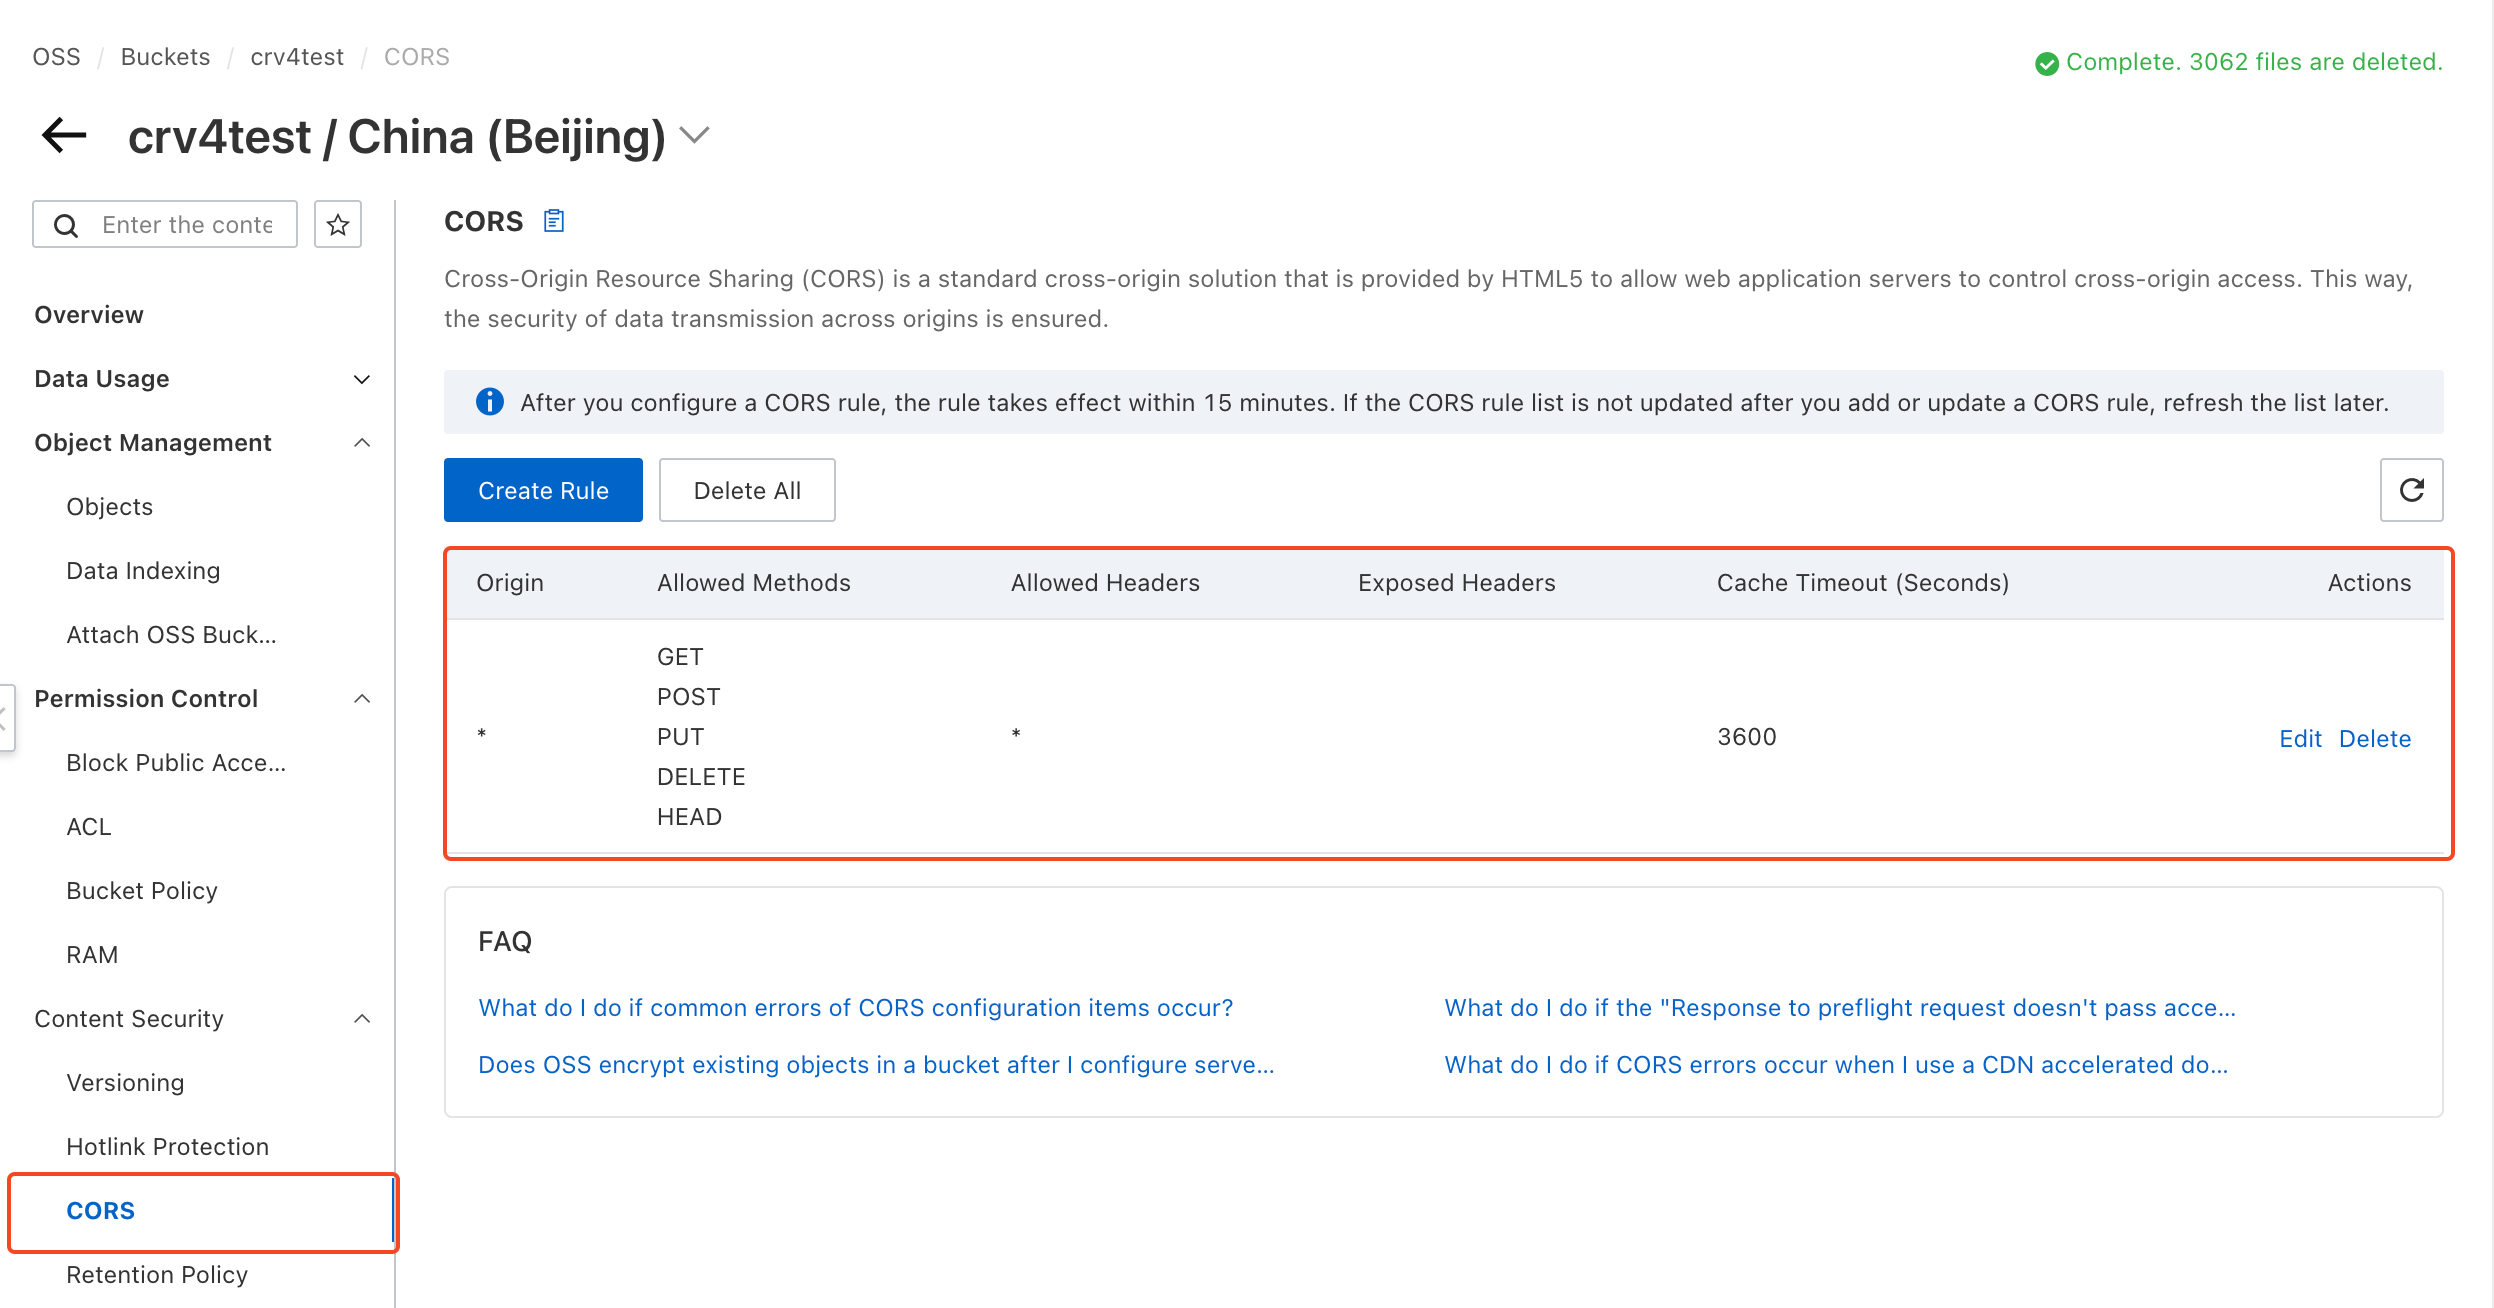 OSS / Buckets / crv4test / CORS
Complete. 3062 files are deleted.
crv4test / China (Beijing)
Enter the conte
Overview
Data Usage
Object Management
Objects
Data Indexing
Attach OSS Buck...
Permission Control
Block Public Acce...
ACL
Bucket Policy
RAM
Content Security
Versioning
Hotlink Protection
CORS
Retention Policy
CORS
Cross-Origin Resource Sharing (CORS) is a standard cross-origin solution that is provided by HTML5 to allow web application servers to control cross-origin access. This way,
the security of data transmission across origins is ensured.
After you configure a CORS rule, the rule takes effect within 15 minutes. If the CORS rule list is not updated after you add or update a CORS rule, refresh the list later.
Create Rule Delete All
Origin Allowed Methods Allowed Headers Exposed Headers Cache Timeout (Seconds) Actions
GET
POST
* PUT * 3600 Edit Delete
DELETE
HEAD
FAQ
What do I do if common errors of CORS configuration items occur? What do I do if the "Response to preflight request doesn't pass acce...
Does OSS encrypt existing objects in a bucket after I configure serve... What do I do if CORS errors occur when I use a CDN accelerated do...